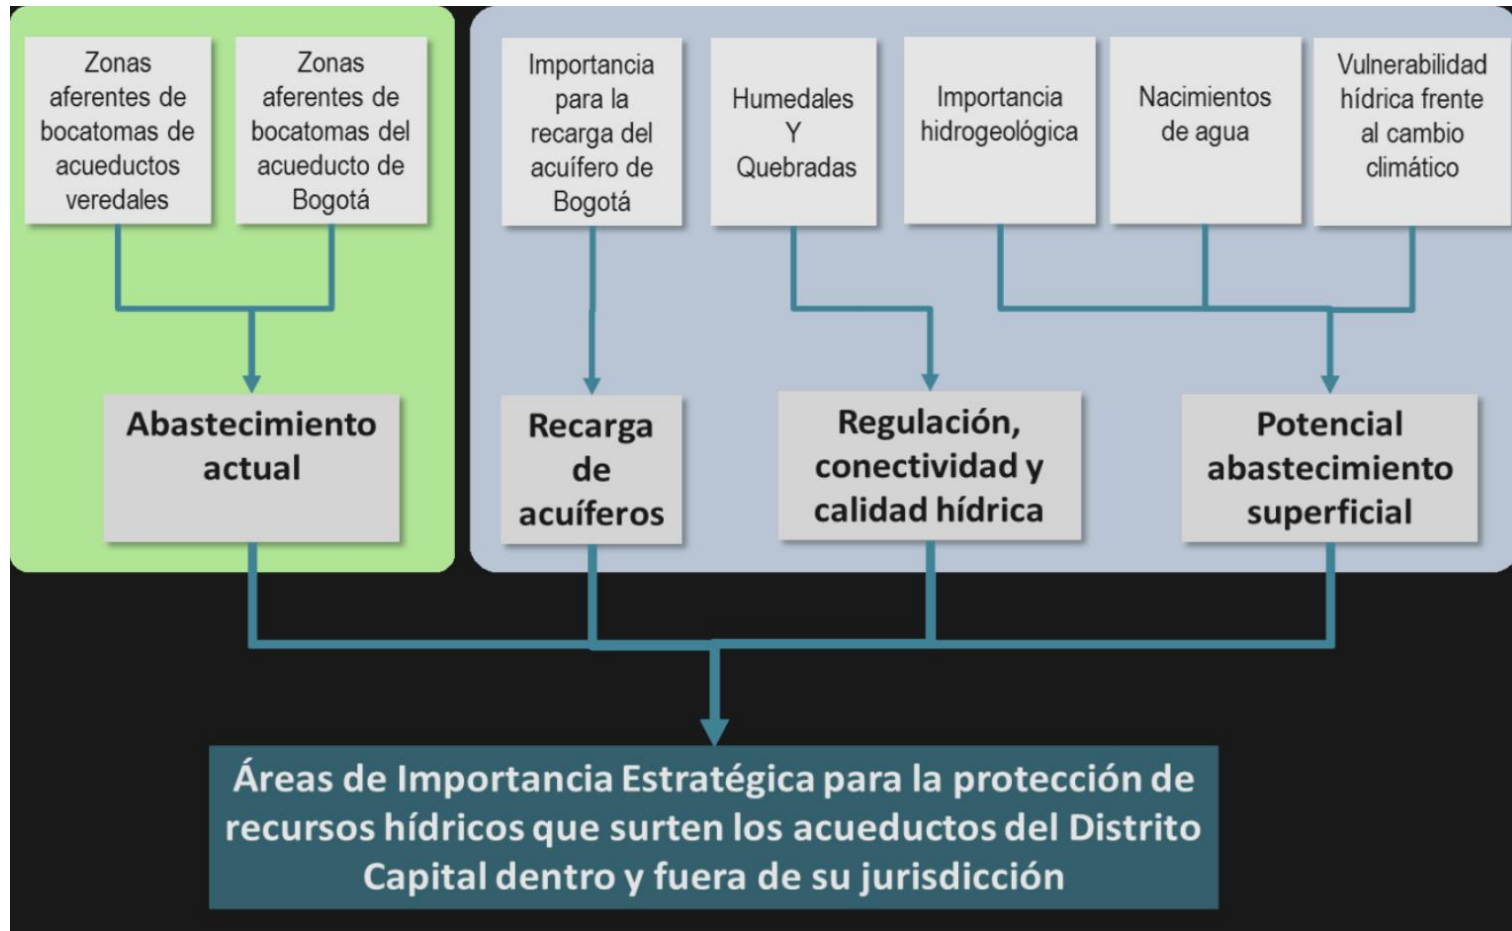 Zonas
aferentes de
bocatomas de
acueductos
veredales
Zonas
aferentes de
bocatomas del
acueducto de
Bogotá
Importancia
para la
recarga del
acuífero de
Bogotá
Humedales
Y
Quebradas
Importancia
hidrogeológica
Nacimientos
de agua
Vulnerabilidad
hídrica frente
al cambio
climático
Abastecimiento
actual
Recarga
de
acuíferos
Regulación,
conectividad y
calidad hídrica
Potencial
abastecimiento
superficial
Áreas de Importancia Estratégica para la protección de
recursos hídricos que surten los acueductos del Distrito
Capital dentro y fuera de su jurisdicción